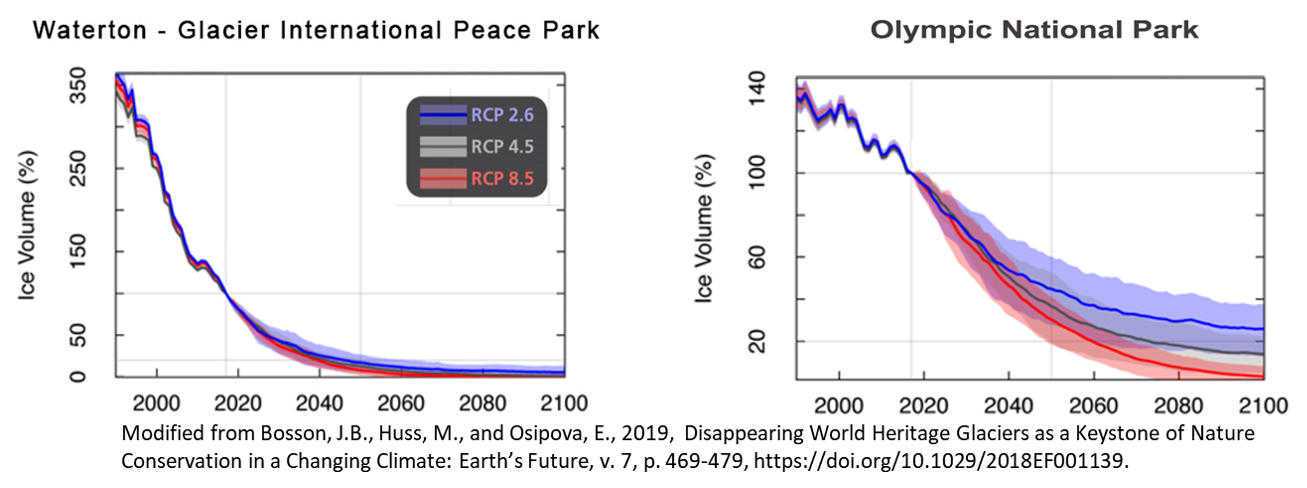 Waterton - Glacier International Peace Park
Ice Volume (%)
350
250
150
50
0
RCP 2.6
RCP 4.5
RCP 8.5
2000 2020 2040 2060 2080 2100
Olympic National Park
Ice Volume (%)
140
100
60
20
2000 2020 2040 2060 2080 2100
Modified from Bosson, J.B., Huss, M., and Osipova, E., 2019, Disappearing World Heritage Glaciers as a Keystone of Nature
Conservation in a Changing Climate: Earth's Future, v. 7, p. 469-479, https://doi.org/10.1029/2018EF001139.